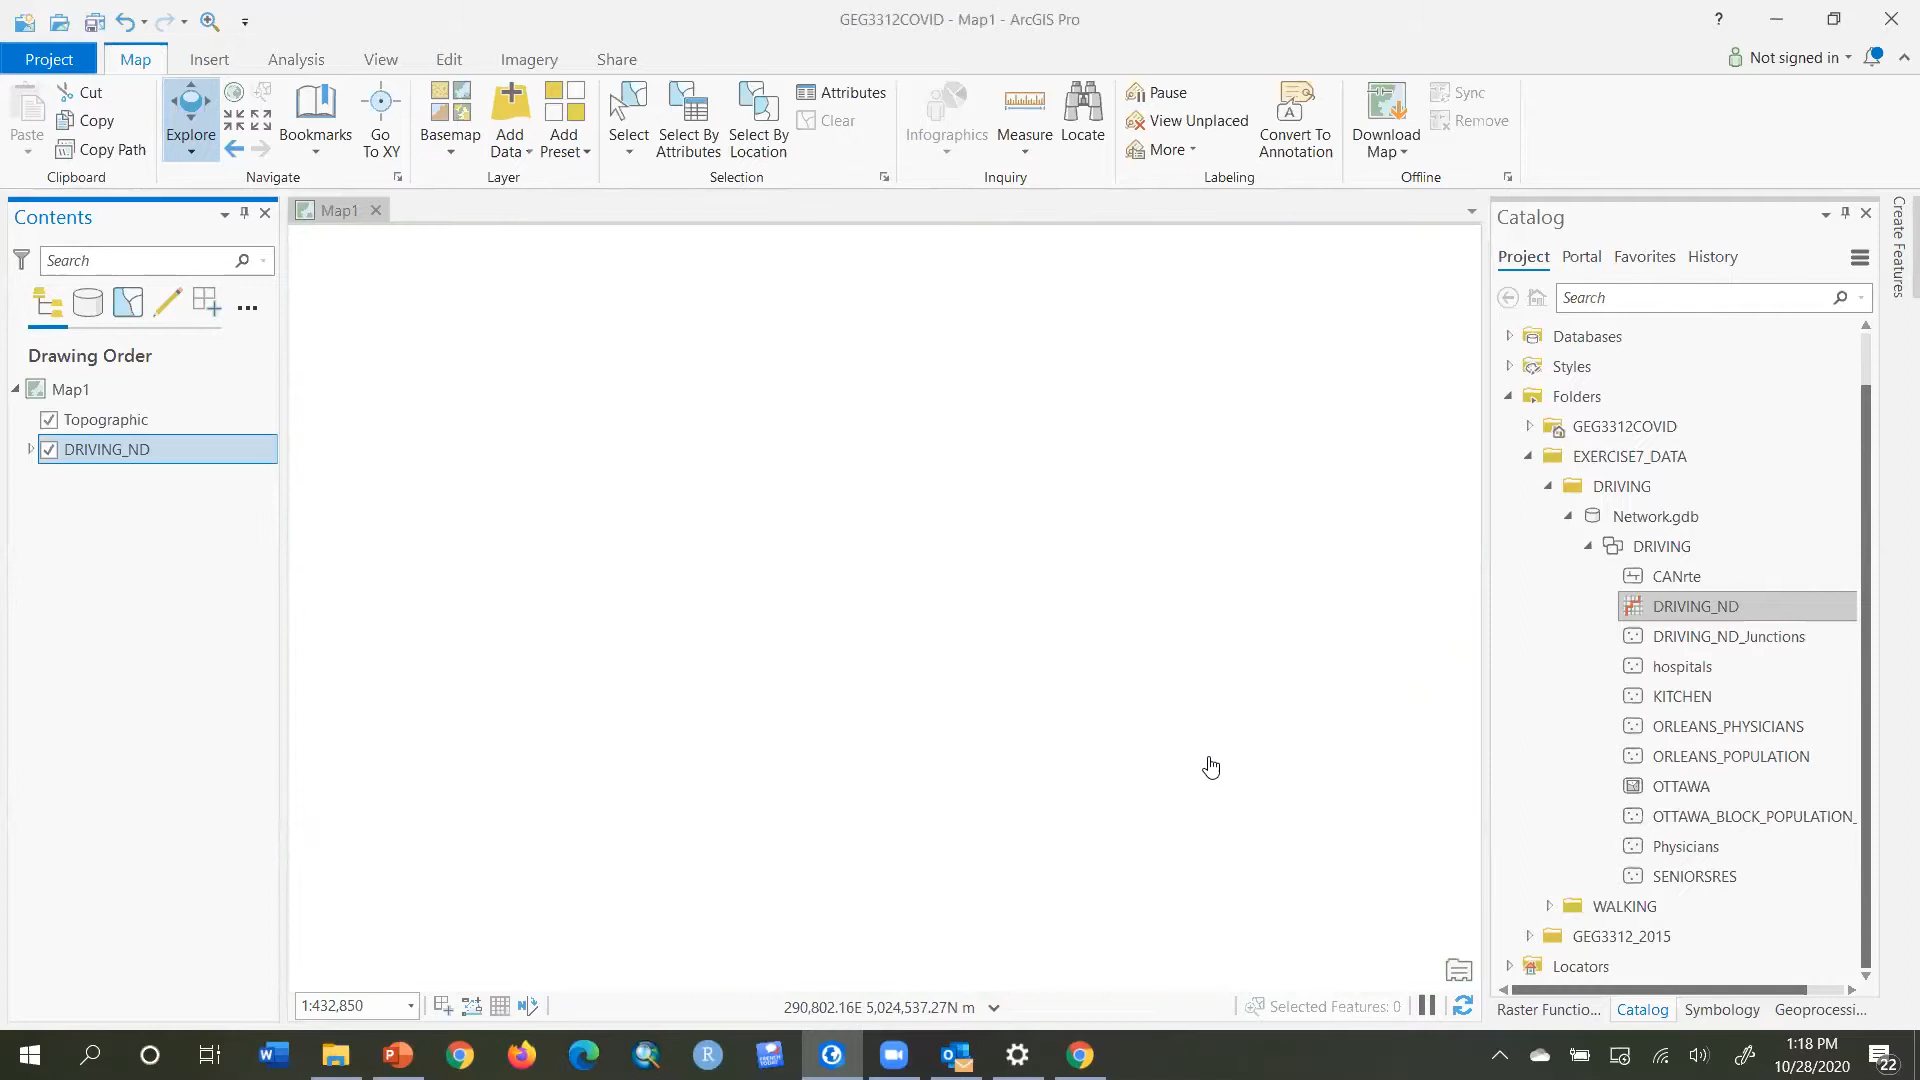 GEG3312COVID - Map1 - ArcGIS Pro
?
Project Map Insert Analysis View Edit Imagery Share
Not signed in
Paste
Cut
Copy
Copy Path
Clipboard
Explore
Bookmarks
Go To XY
Navigate
Basemap
Add Data
Add Preset
Layer
Select
Select By Attributes
Select By Location
Attributes
Clear
Selection
Infographics
Measure
Locate
Inquiry
Pause
View Unplaced
More
Labeling
Convert To Annotation
Download Map
Sync
Remove
Offline
Contents
Search
Drawing Order
Map1
Topographic
DRIVING_ND
Map1
1:432,850
290,802.16E 5,024,537.27N m
Selected Features: 0
Catalog
Project Portal Favorites History
Search
Databases
Styles
Folders
GEG3312COVID
EXERCISE7_DATA
DRIVING
Network.gdb
DRIVING
CANrte
DRIVING_ND
DRIVING_ND_Junctions
hospitals
KITCHEN
ORLEANS_PHYSICIANS
ORLEANS_POPULATION
OTTAWA
OTTAWA_BLOCK_POPULATION_
Physicians
SENIORSRES
WALKING
GEG3312_2015
Locators
Raster Functio... Catalog Symbology Geoprocessi...
Create Features
1:18 PM
10/28/2020
22